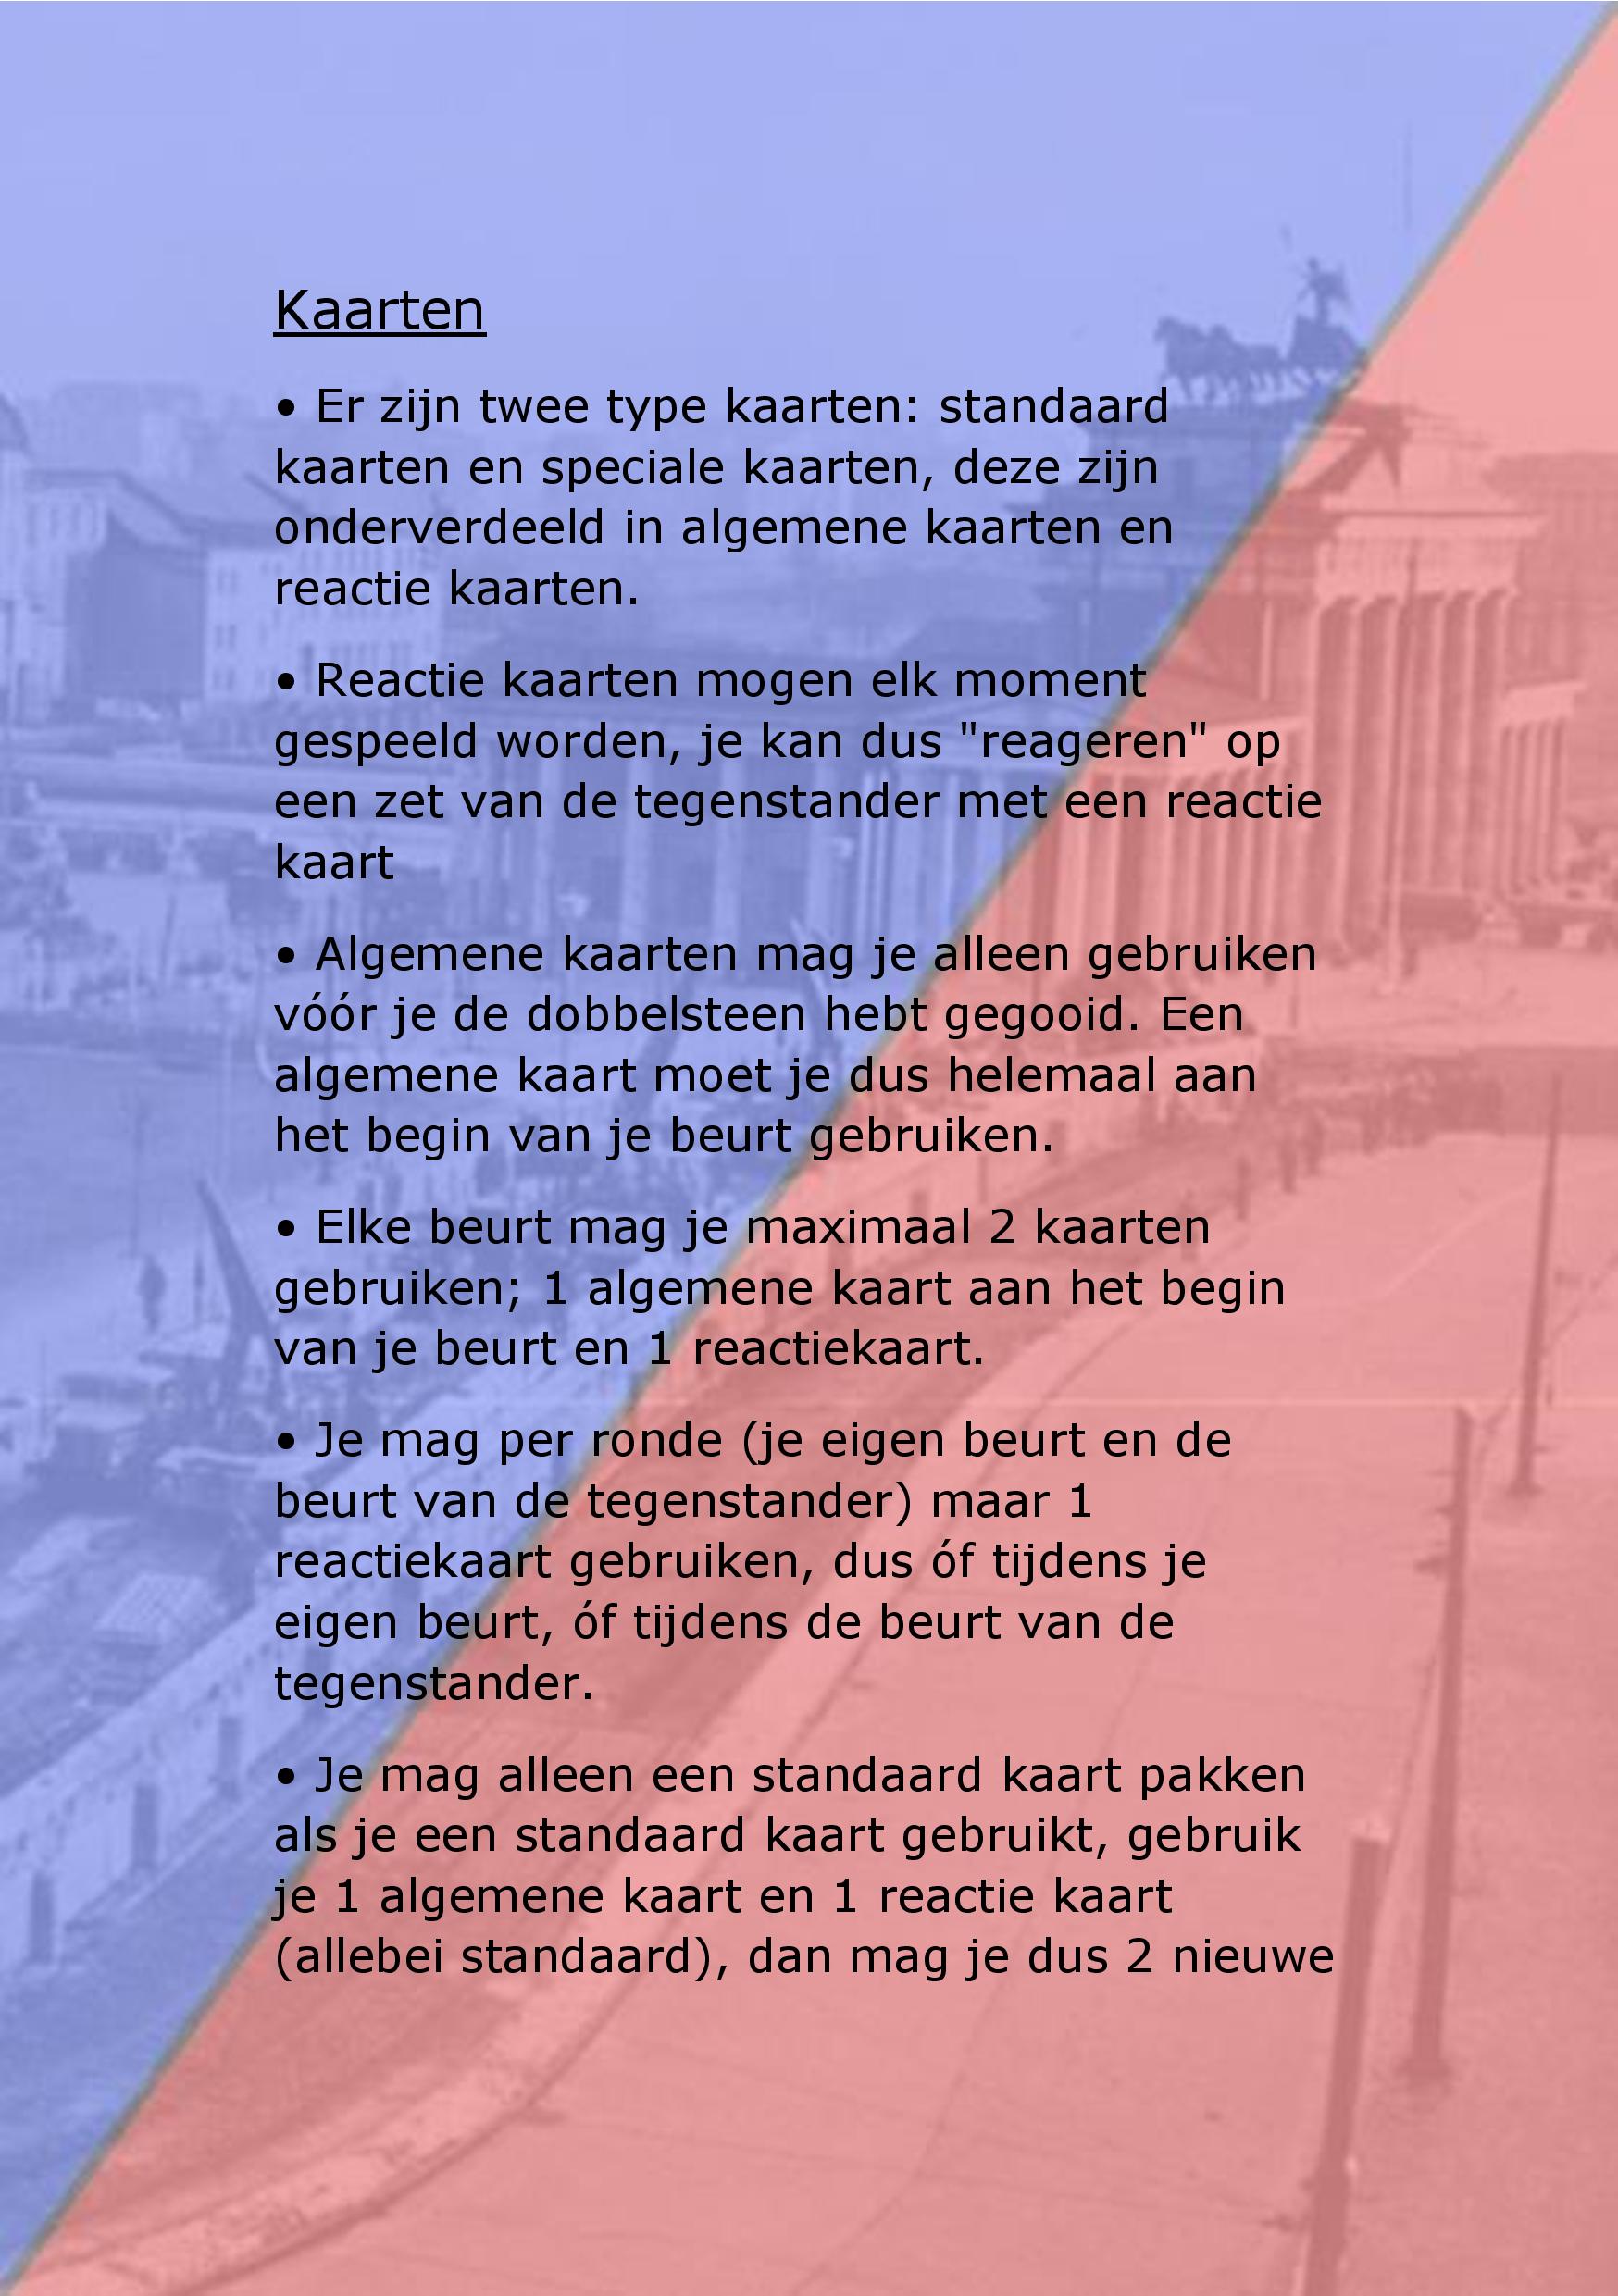 Kaarten
• Er zijn twee type kaarten: standaard
kaarten en speciale kaarten, deze zijn
onderverdeeld in algemene kaarten en
reactie kaarten.
• Reactie kaarten mogen elk moment
gespeeld worden, je kan dus "reageren" op
een zet van de tegenstander met een reactie
kaart
• Algemene kaarten mag je alleen gebruiken
vóór je de dobbelsteen hebt gegooid. Een
algemene kaart moet je dus helemaal aan
het begin van je beurt gebruiken.
• Elke beurt mag je maximaal 2 kaarten
gebruiken; 1 algemene kaart aan het begin
van je beurt en 1 reactiekaart.
• Je mag per ronde (je eigen beurt en de
beurt van de tegenstander) maar 1
reactiekaart gebruiken, dus óf tijdens je
eigen beurt, óf tijdens de beurt van de
tegenstander.
• Je mag alleen een standaard kaart pakken
als je een standaard kaart gebruikt, gebruik
je 1 algemene kaart en 1 reactie kaart
(allebei standaard), dan mag je dus 2 nieuwe